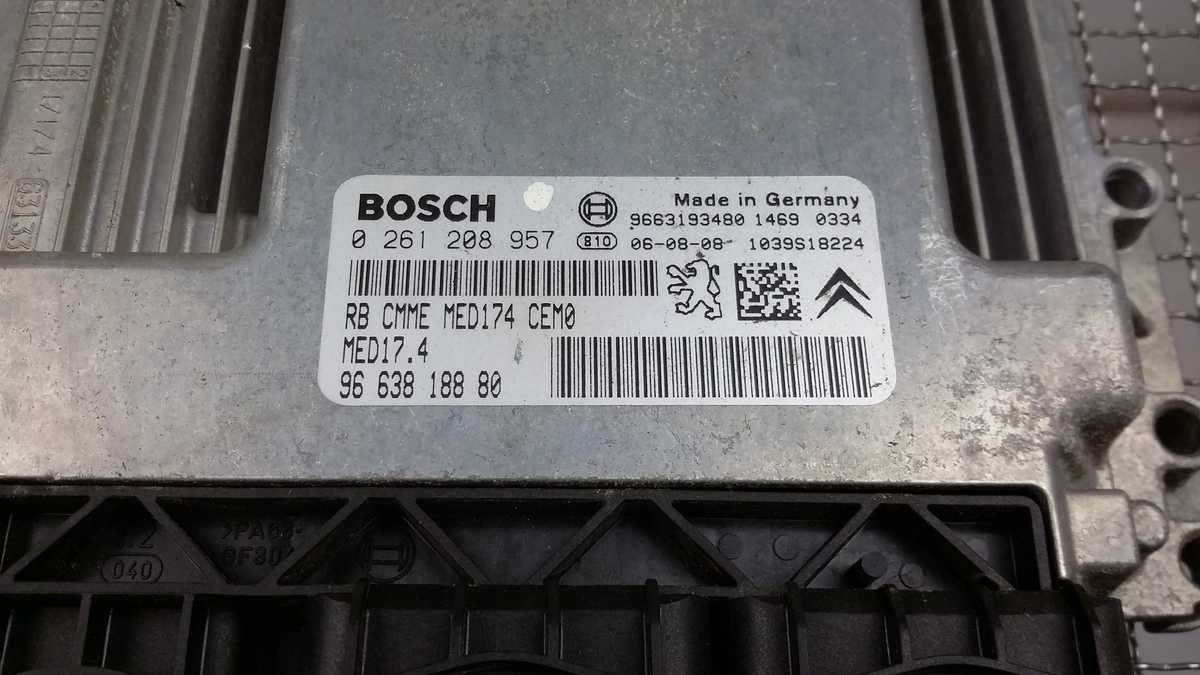 BOSCH
Made in Germany
9663193480 1469 0334
0 261 208 957
810
06-08-08
1039S18224
RB CMME MED174 CEM0
MED17.4
96 638 188 80
63133
040